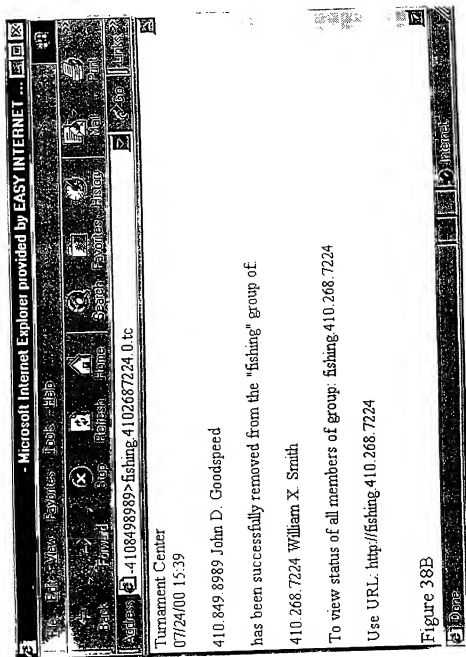 - Microsoft Internet Explorer provided by EASY INTERNET ...
File Edit View Favorites Tools Help
Back Forward Stop Refresh Home Search Favorites History Mail Print
Address -4108498989>fishing.4102687224.0.tc Go Links
Turnament Center
07/24/00 15:39
410.849.8989 John D. Goodspeed
has been successfully removed from the "fishing" group of:
410.268.7224 William X. Smith
To view status of all members of group: fishing.410.268.7224
Use URL: http://fishing.410.268.7224
Figure 38B
Done Internet